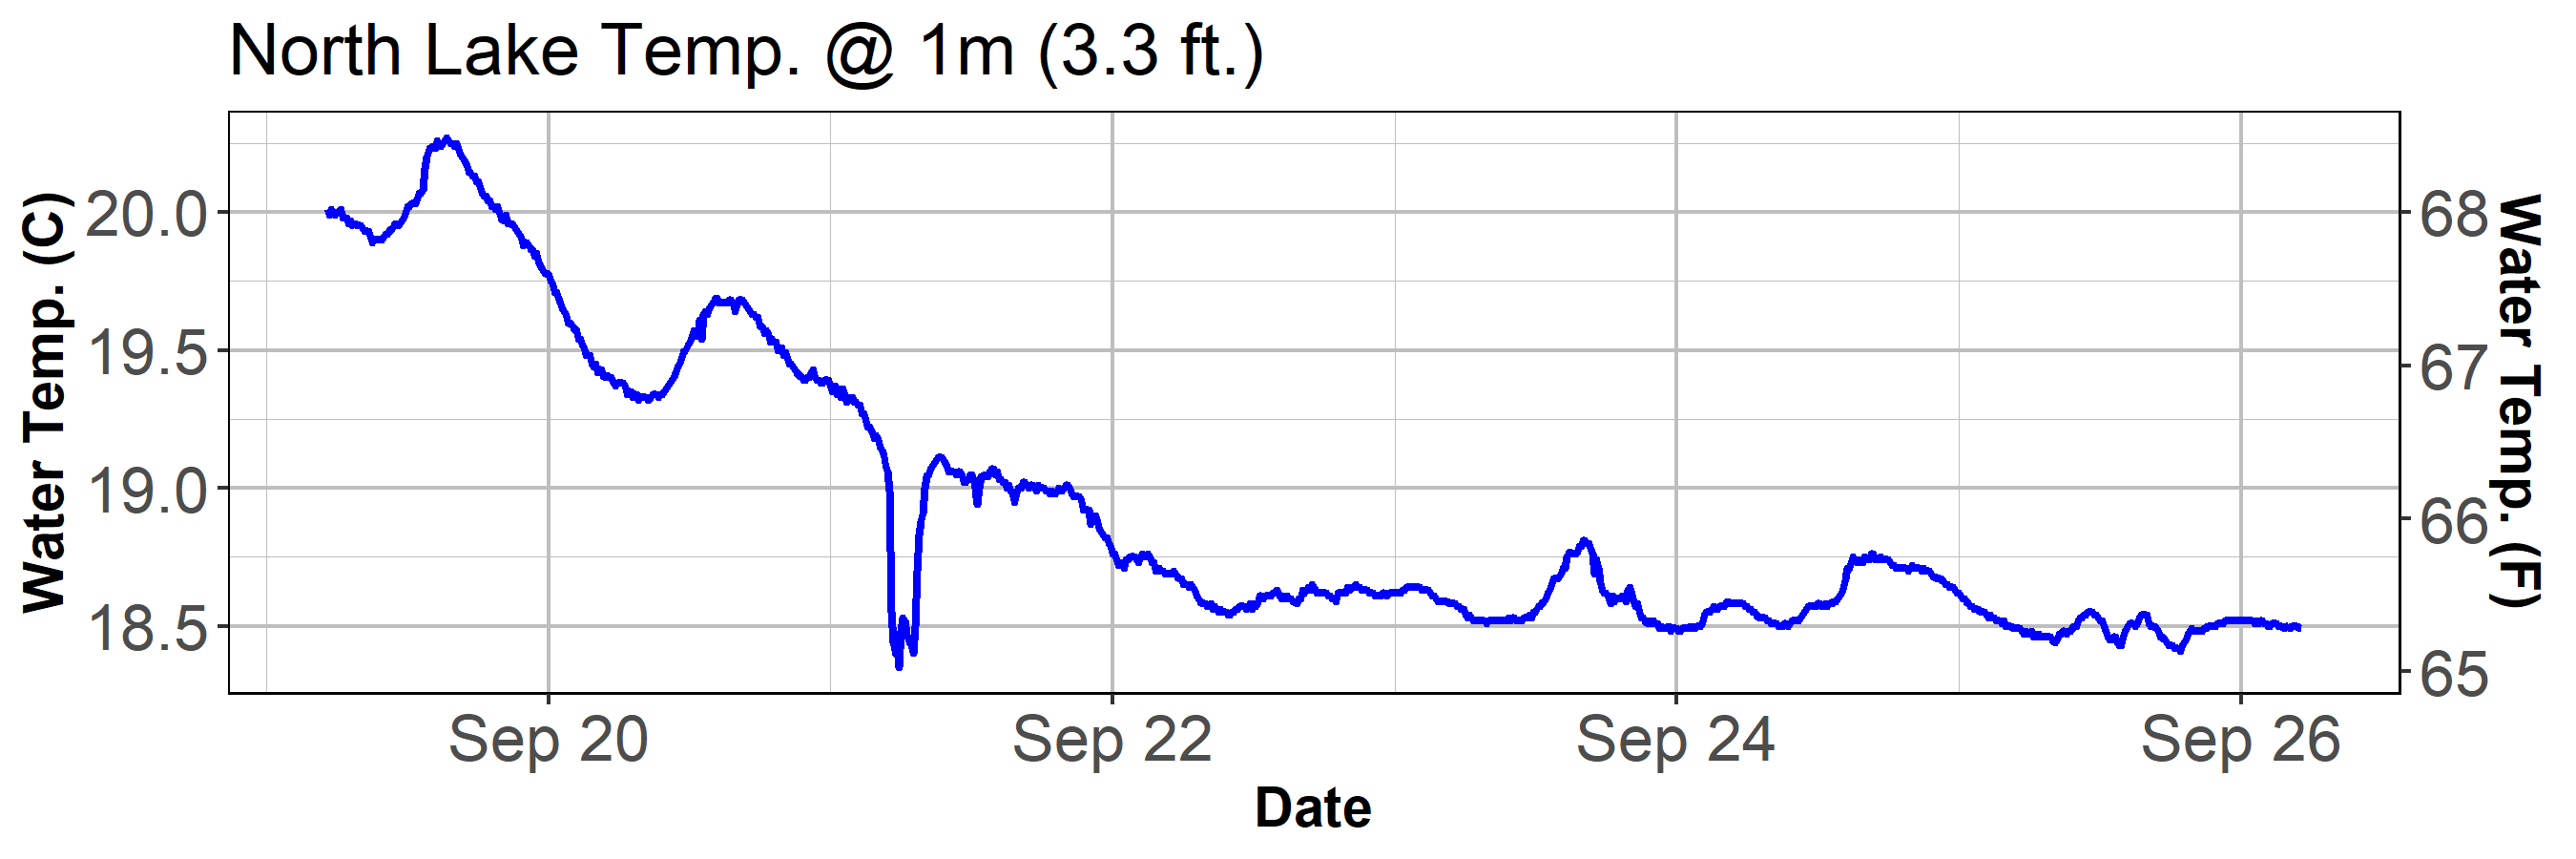 North Lake Temp. @ 1m (3.3 ft.)
Water Temp. (C)
20.0
19.5
19.0
18.5
68
67
66
65
Water Temp. (F)
Sep 20 Sep 22 Sep 24 Sep 26
Date